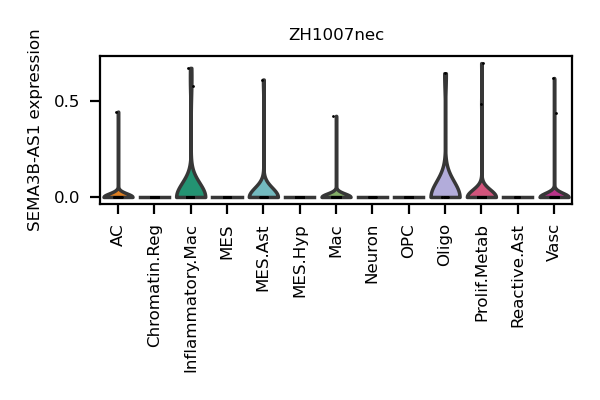 ZH1007nec
SEMA3B-AS1 expression
0.5
0.0
AC
Chromatin.Reg
Inflammatory.Mac
MES
MES.Ast
MES.Hyp
Mac
Neuron
OPC
Oligo
Prolif.Metab
Reactive.Ast
Vasc